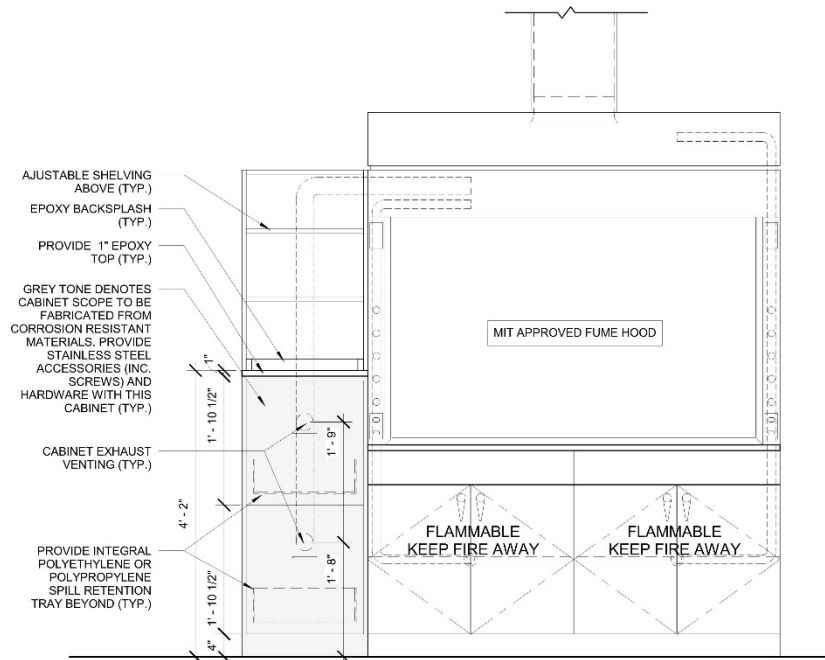 AJUSTABLE SHELVING
ABOVE (TYP.)
EPOXY BACKSPLASH
(TYP.)
PROVIDE 1" EPOXY
TOP (TYP.)
GREY TONE DENOTES
CABINET SCOPE TO BE
FABRICATED FROM
CORROSION RESISTANT
MATERIALS. PROVIDE
STAINLESS STEEL
ACCESSORIES (INC.
SCREWS) AND
HARDWARE WITH THIS
CABINET (TYP.)
CABINET EXHAUST
VENTING (TYP.)
PROVIDE INTEGRAL
POLYETHYLENE OR
POLYPROPYLENE
SPILL RETENTION
TRAY BEYOND (TYP.)
4' - 2"
1"
1' - 10 1/2"
1' - 10 1/2"
4"
1' - 9"
1' - 8"
MIT APPROVED FUME HOOD
FLAMMABLE
KEEP FIRE AWAY
FLAMMABLE
KEEP FIRE AWAY